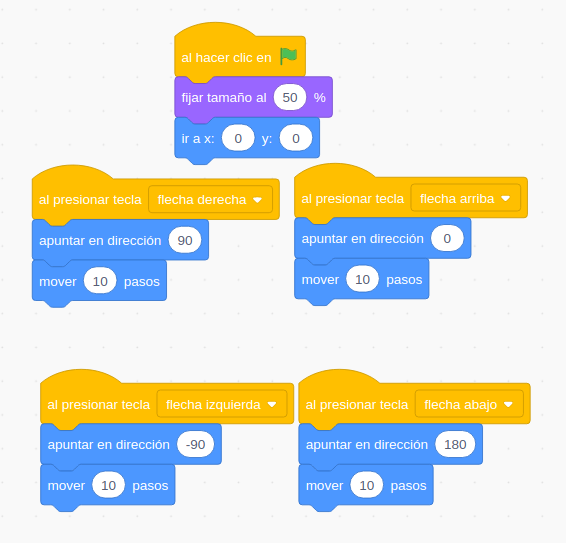 al hacer clic en
fijar tamaño al 50 %
ir a x: 0 y: 0
al presionar tecla flecha derecha
apuntar en dirección 90
mover 10 pasos
al presionar tecla flecha arriba
apuntar en dirección 0
mover 10 pasos
al presionar tecla flecha izquierda
apuntar en dirección -90
mover 10 pasos
al presionar tecla flecha abajo
apuntar en dirección 180
mover 10 pasos